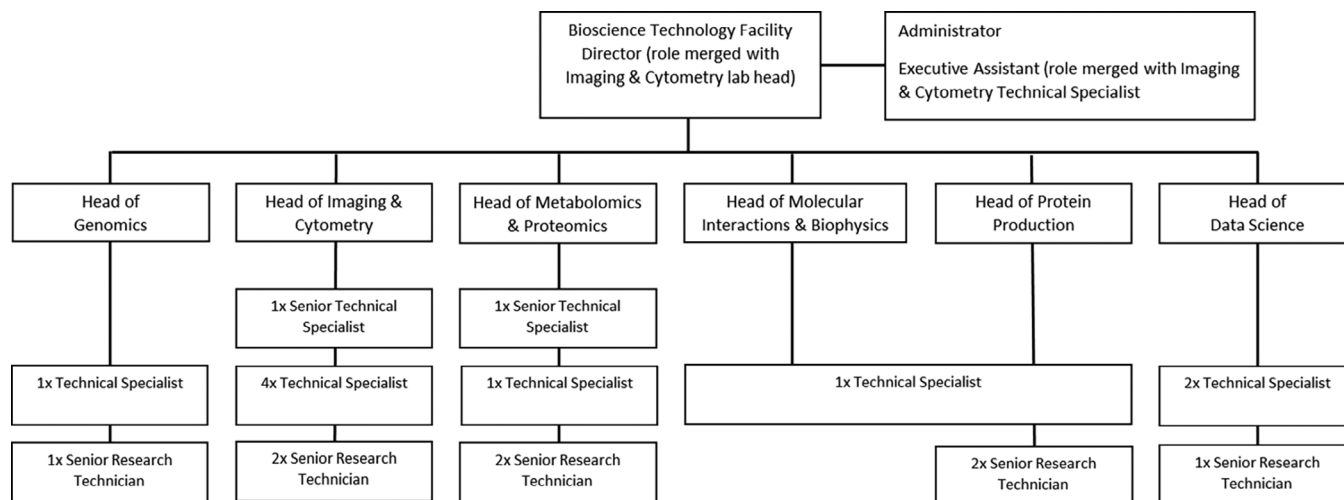 Bioscience Technology Facility
Director (role merged with
Imaging & Cytometry lab head)
Administrator
Executive Assistant (role merged with Imaging
& Cytometry Technical Specialist
Head of
Genomics
Head of Imaging &
Cytometry
Head of Metabolomics
& Proteomics
Head of Molecular
Interactions & Biophysics
Head of Protein
Production
Head of
Data Science
1x Senior Technical
Specialist
1x Senior Technical
Specialist
1x Technical Specialist
4x Technical Specialist
1x Technical Specialist
1x Technical Specialist
2x Technical Specialist
1x Senior Research
Technician
2x Senior Research
Technician
2x Senior Research
Technician
2x Senior Research
Technician
1x Senior Research
Technician